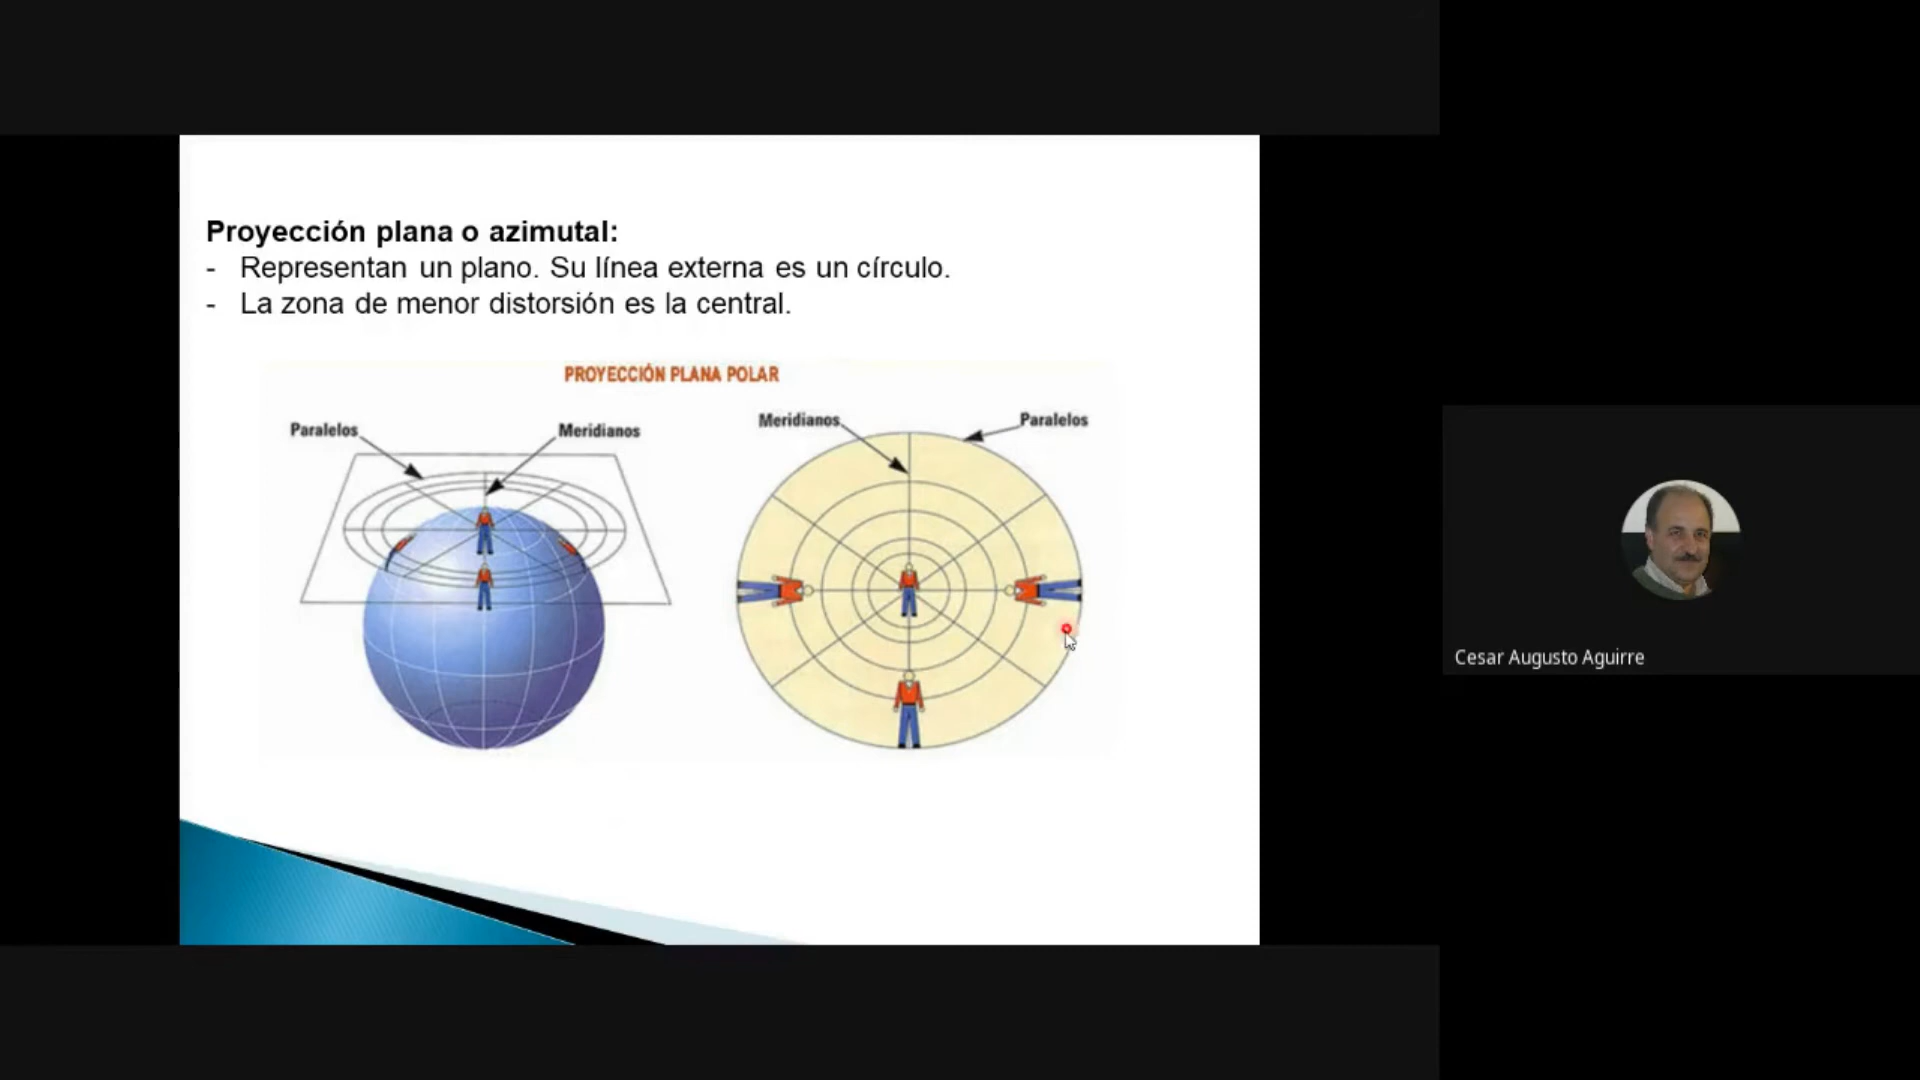 Proyección plana o azimutal:
- Representan un plano. Su línea externa es un círculo.
- La zona de menor distorsión es la central.
PROYECCIÓN PLANA POLAR
Paralelos
Meridianos
Meridianos
Paralelos
Cesar Augusto Aguirre